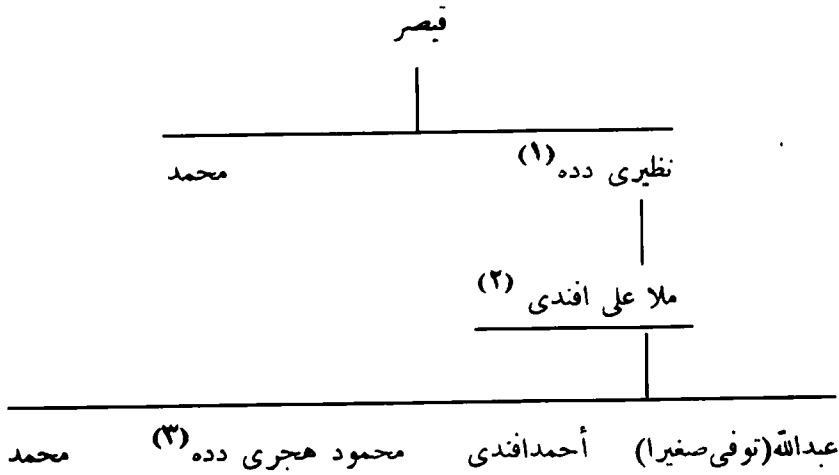 قيصر
نظيرى دده (١) محمد
ملا على افندى (٢)
عبدالله (توفى صغيرا) أحمدافندى محمود هجرى دده (٣) محمد